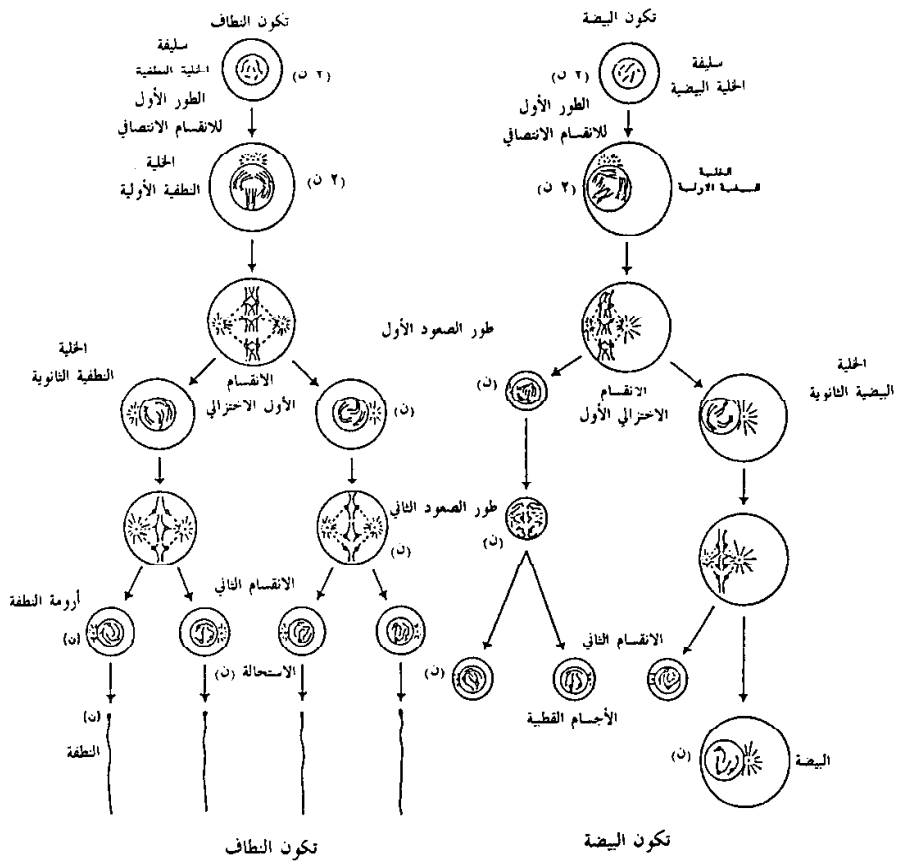 تكون النطاف
تكون البيضة
سليفة
الخلية النطفية
(٢ ن)
(٢ ن)
سليفة
الخلية البيضية
الطور الأول
للانقسام الانتصافي
الطور الأول
للانقسام الانتصافي
الخلية
النطفية الأولية
(٢ ن)
(٢ ن)
الخلية
البيضية الاولية
طور الصعود الأول
الخلية
النطفية الثانوية
الانقسام
الأول الاختزالي
(ن)
(ن)
الانقسام
الاختزالي الأول
الخلية
البيضية الثانوية
طور الصعود الثاني
(ن)
(ن)
الانقسام الثاني
أرومة النطفة
(ن)
الانقسام الثاني
(ن)
الاستحالة (ن)
الأجسام القطبية
(ن)
النطفة
(ن)
البيضة
تكون النطاف
تكون البيضة